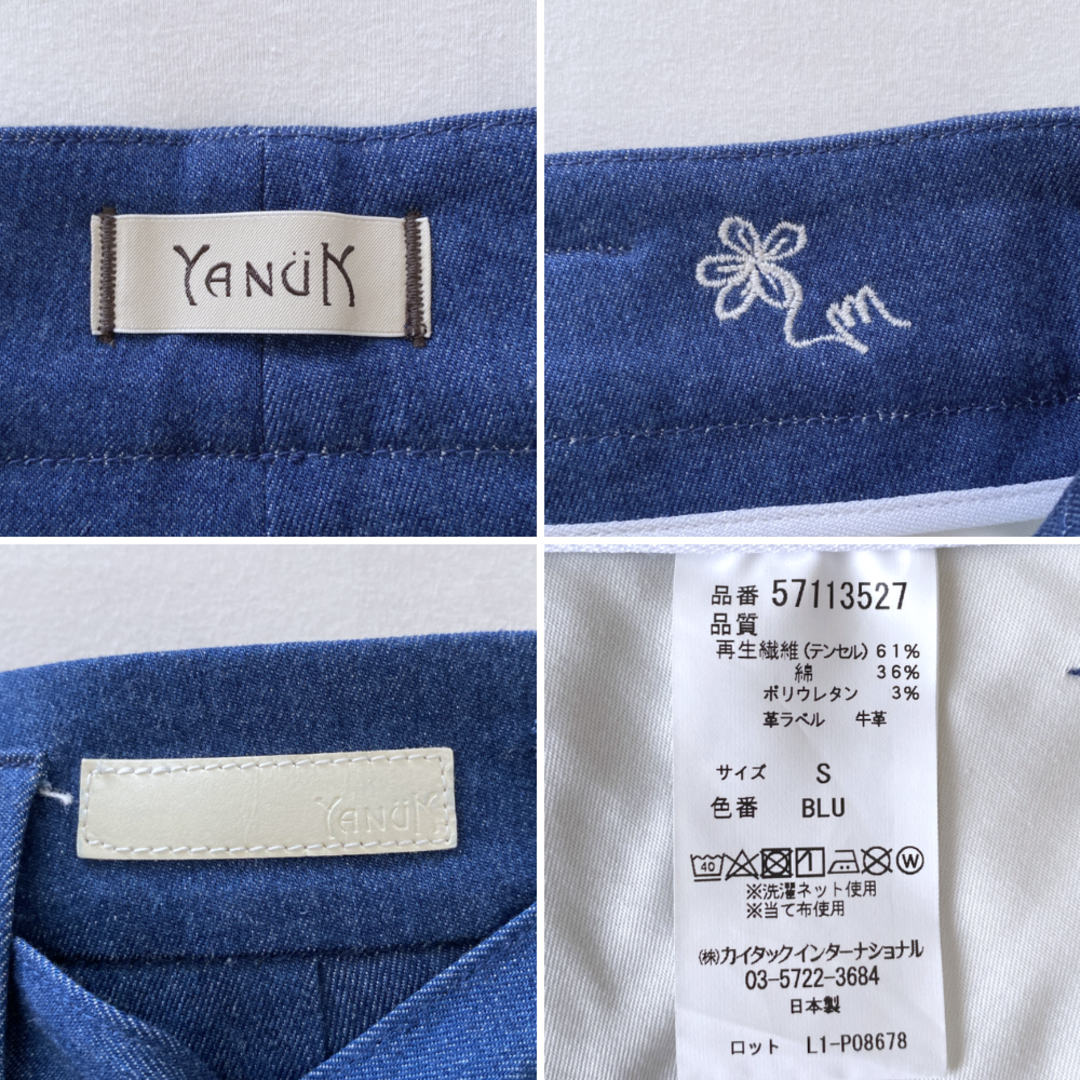 YANÜK
YANÜK
品番 57113527
品質
再生繊維(テンセル) 61%
綿 36%
ポリウレタン 3%
革ラベル 牛革
サイズ S
色番 BLU
40 W
※洗濯ネット使用
※当て布使用
㈱カイタックインターナショナル
03-5722-3684
日本製
ロット L1-P08678